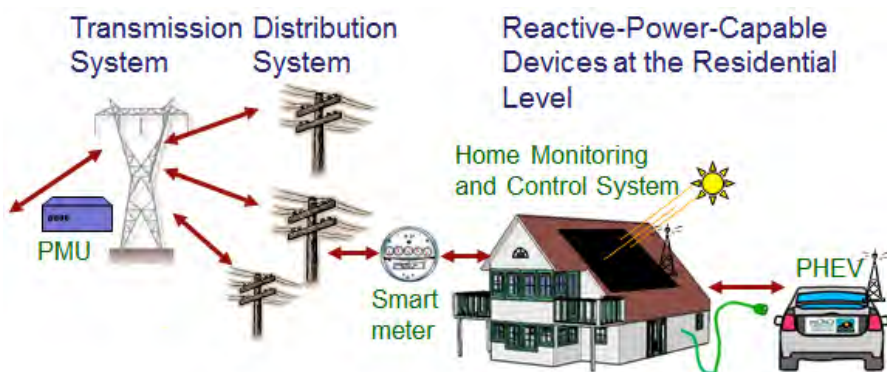 Transmission
System
Distribution
System
Reactive-Power-Capable
Devices at the Residential
Level
Home Monitoring
and Control System
PMU
Smart
meter
PHEV